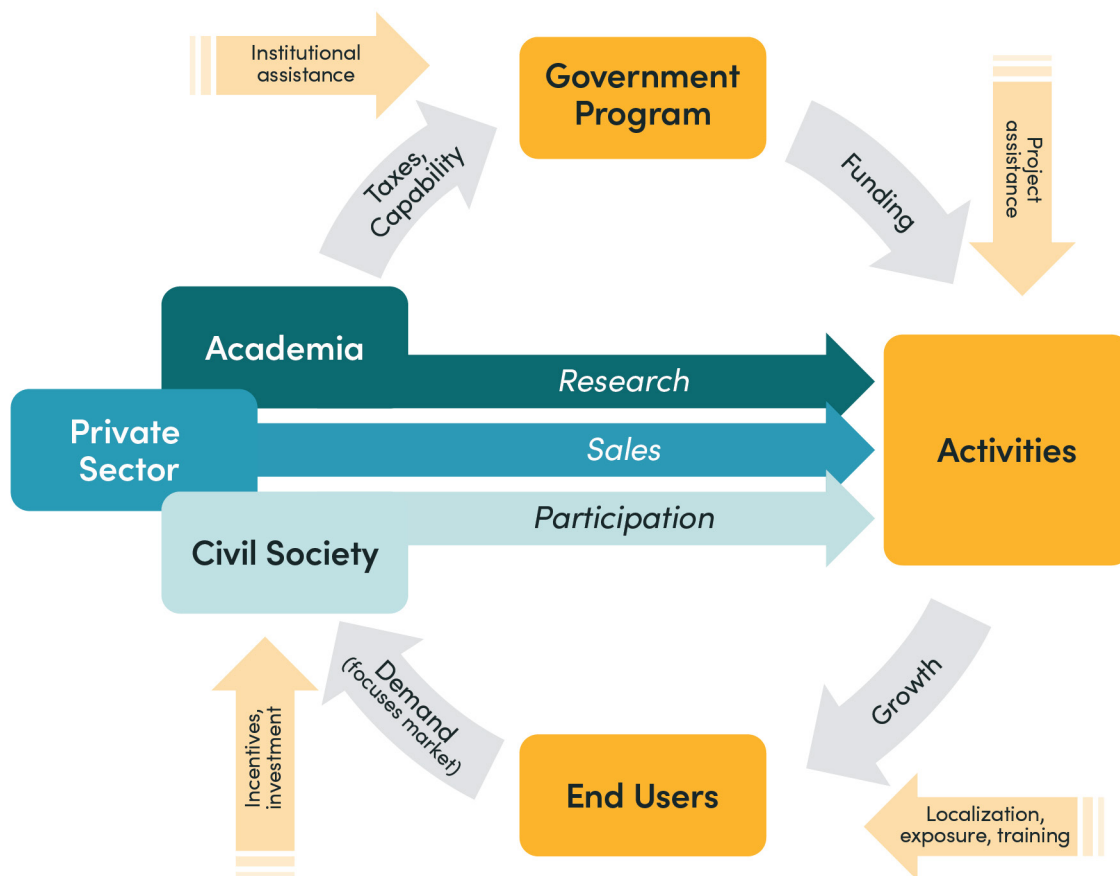 Institutional
assistance
Government
Program
Project
assistance
Taxes,
Capability
Funding
Academia
Research
Private
Sector
Sales
Activities
Civil Society
Participation
Demand
(focuses market)
Growth
Incentives,
investment
End Users
Localization,
exposure, training